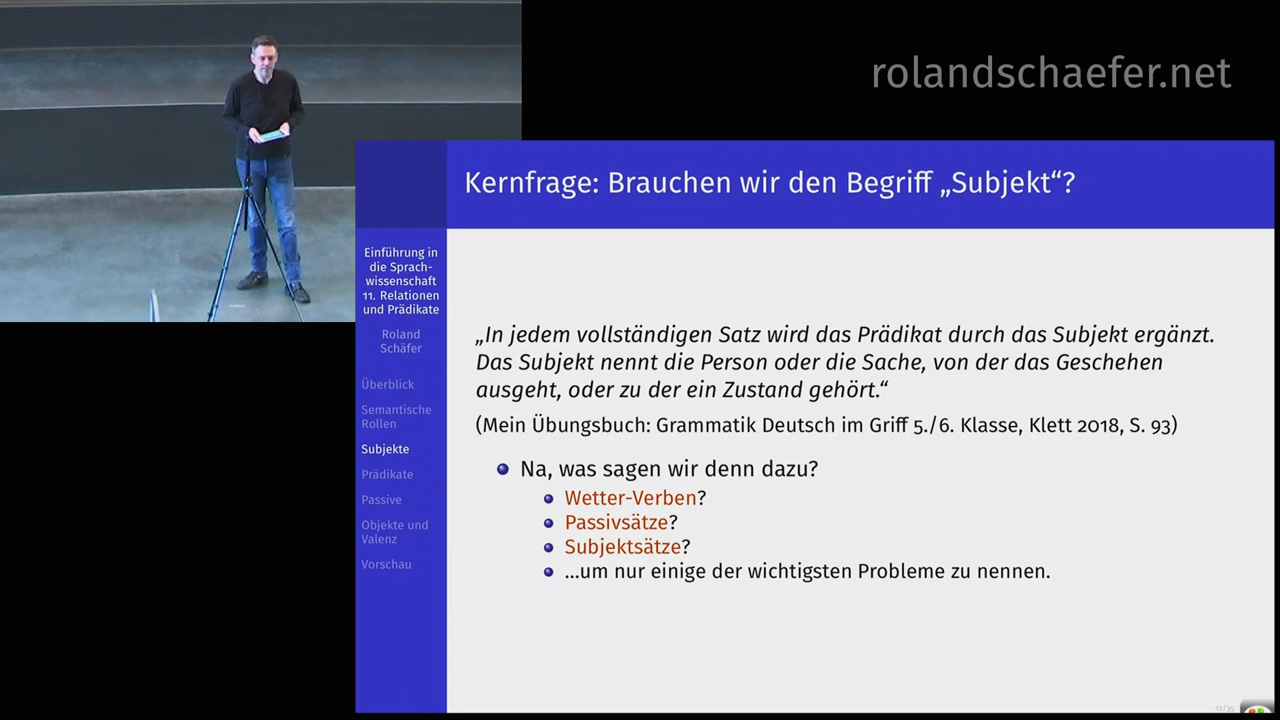 rolandschaefer.net
Kernfrage: Brauchen wir den Begriff „Subjekt“?
Einführung in
die Sprach-
wissenschaft
11. Relationen
und Prädikate
Roland
Schäfer
Überblick
Semantische
Rollen
Subjekte
Prädikate
Passive
Objekte und
Valenz
Vorschau
„In jedem vollständigen Satz wird das Prädikat durch das Subjekt ergänzt.
Das Subjekt nennt die Person oder die Sache, von der das Geschehen
ausgeht, oder zu der ein Zustand gehört.“
(Mein Übungsbuch: Grammatik Deutsch im Griff 5./6. Klasse, Klett 2018, S. 93)
Na, was sagen wir denn dazu?
Wetter-Verben?
Passivsätze?
Subjektsätze?
…um nur einige der wichtigsten Probleme zu nennen.